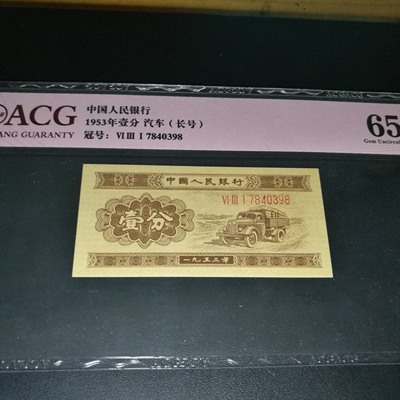 ACG
ANG GUARANTY
中国人民银行
1953年壹分 汽车（长号）
冠号: VI III I 7840398
65
Gem Uncircul
中國人民銀行
VI III I 7840398
壹分
一九五三年